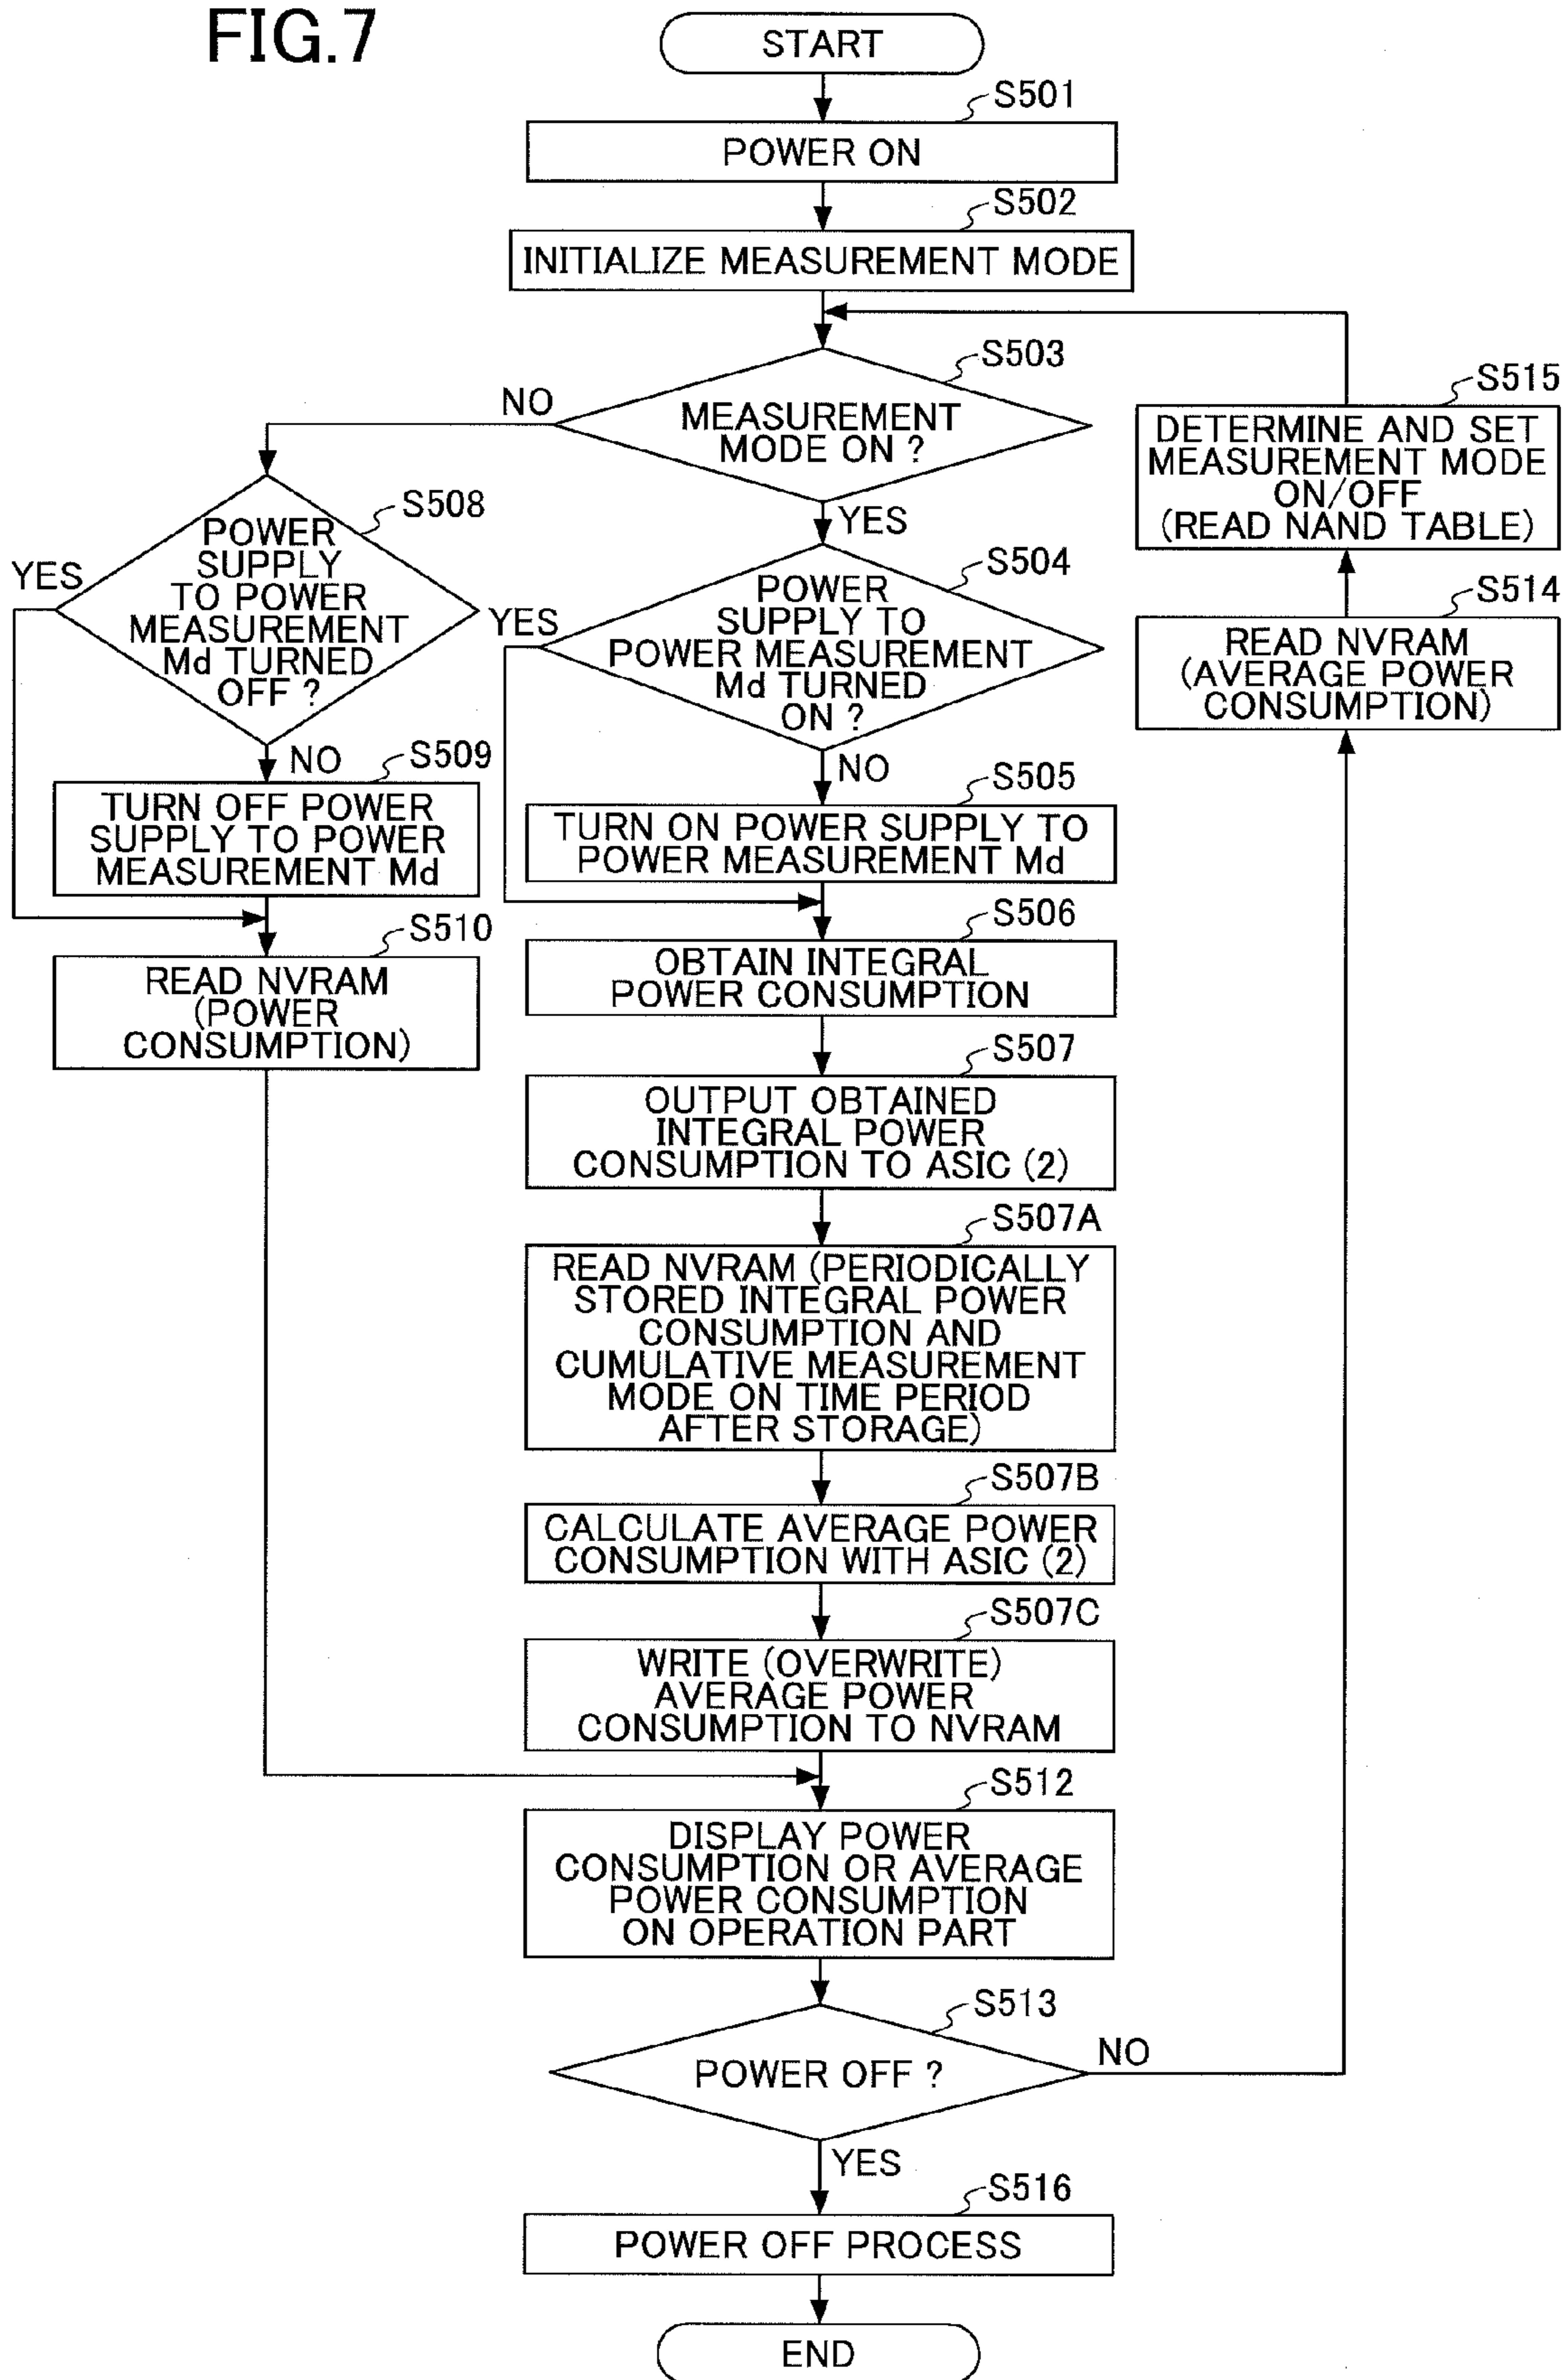 FIG.7
START
S501
POWER ON
S502
INITIALIZE MEASUREMENT MODE
S503
MEASUREMENT
MODE ON ?
NO
YES
S515
DETERMINE AND SET
MEASUREMENT MODE
ON/OFF
(READ NAND TABLE)
S508
POWER
SUPPLY
TO POWER
MEASUREMENT
Md TURNED
OFF ?
YES
NO
S504
POWER
SUPPLY TO
POWER MEASUREMENT
Md TURNED
ON ?
YES
NO
S514
READ NVRAM
(AVERAGE POWER
CONSUMPTION)
S509
TURN OFF POWER
SUPPLY TO POWER
MEASUREMENT Md
S505
TURN ON POWER SUPPLY TO
POWER MEASUREMENT Md
S510
READ NVRAM
(POWER
CONSUMPTION)
S506
OBTAIN INTEGRAL
POWER CONSUMPTION
S507
OUTPUT OBTAINED
INTEGRAL POWER
CONSUMPTION TO ASIC (2)
S507A
READ NVRAM (PERIODICALLY
STORED INTEGRAL POWER
CONSUMPTION AND
CUMULATIVE MEASUREMENT
MODE ON TIME PERIOD
AFTER STORAGE)
S507B
CALCULATE AVERAGE POWER
CONSUMPTION WITH ASIC (2)
S507C
WRITE (OVERWRITE)
AVERAGE POWER
CONSUMPTION TO NVRAM
S512
DISPLAY POWER
CONSUMPTION OR AVERAGE
POWER CONSUMPTION
ON OPERATION PART
S513
POWER OFF ?
NO
YES
S516
POWER OFF PROCESS
END